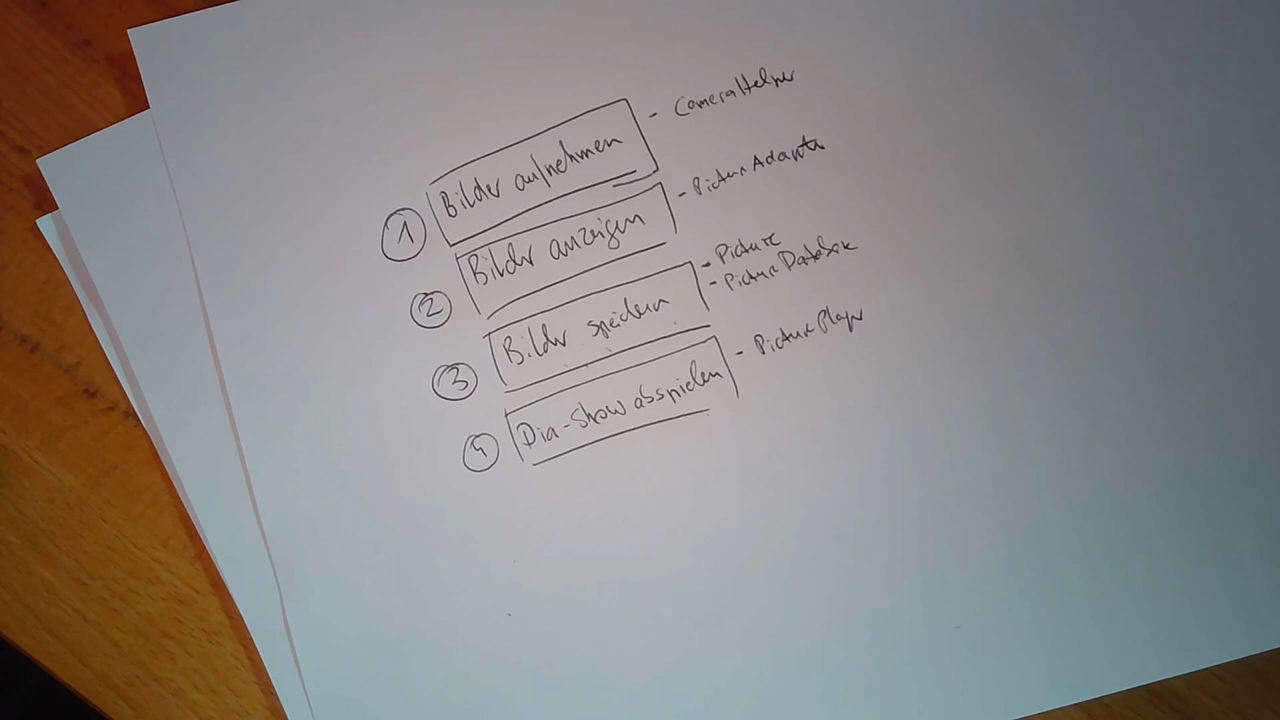 1 Bilder aufnehmen - CameraHelper
2 Bilder anzeigen - PictureAdapter
3 Bilder speichern - Picture
- PictureDatabase
4 Dia-Show abspielen - PicturePlayer